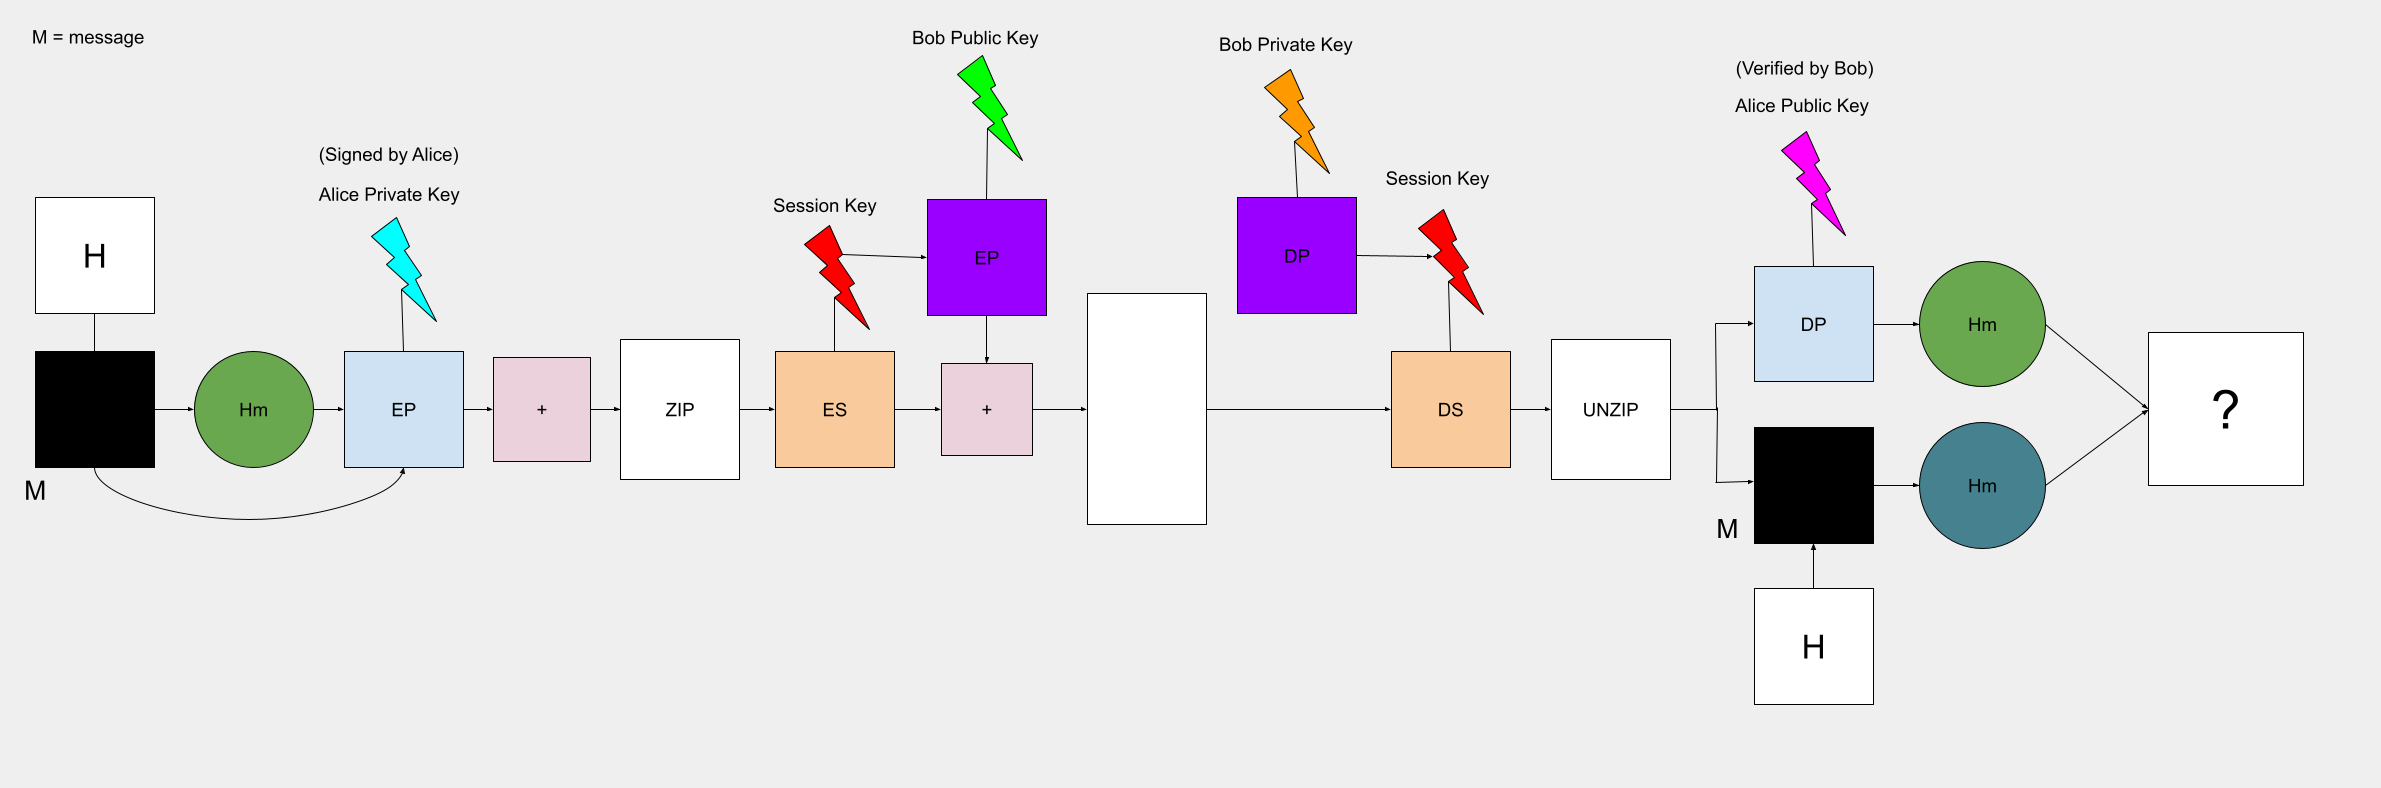 M = message
Bob Public Key
Bob Private Key
(Verified by Bob)
Alice Public Key
(Signed by Alice)
Alice Private Key
Session Key
Session Key
H
EP
DP
DP
Hm
Hm
EP
+
ZIP
ES
+
DS
UNZIP
?
M
Hm
M
H